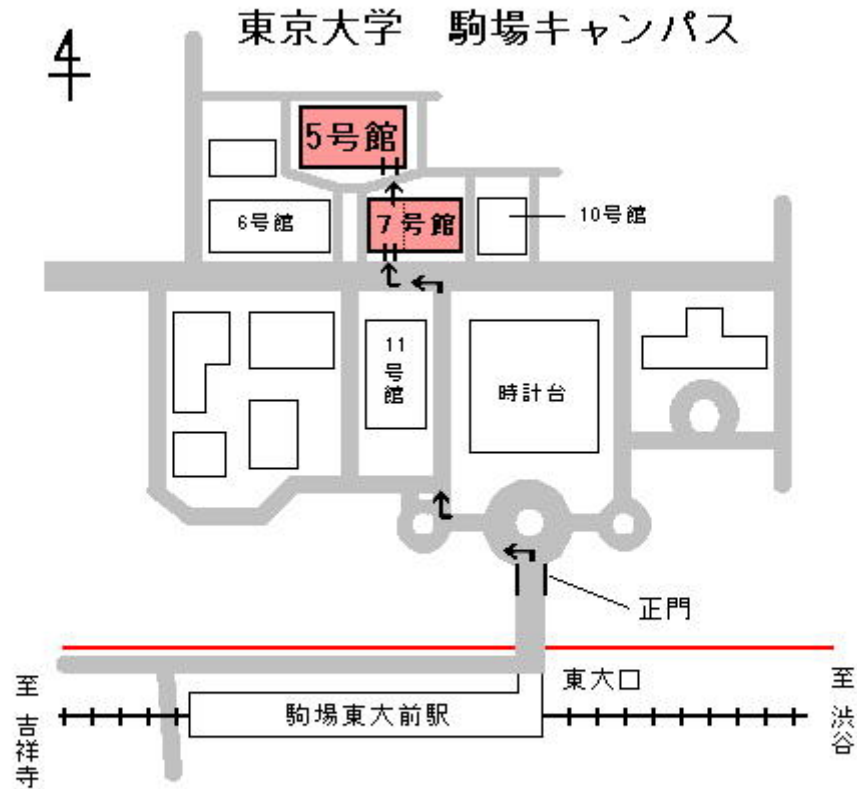 東京大学　駒場キャンパス
5号館
6号館
7号館
10号館
11号館
時計台
正門
東大口
駒場東大前駅
至 吉祥寺
至 渋谷